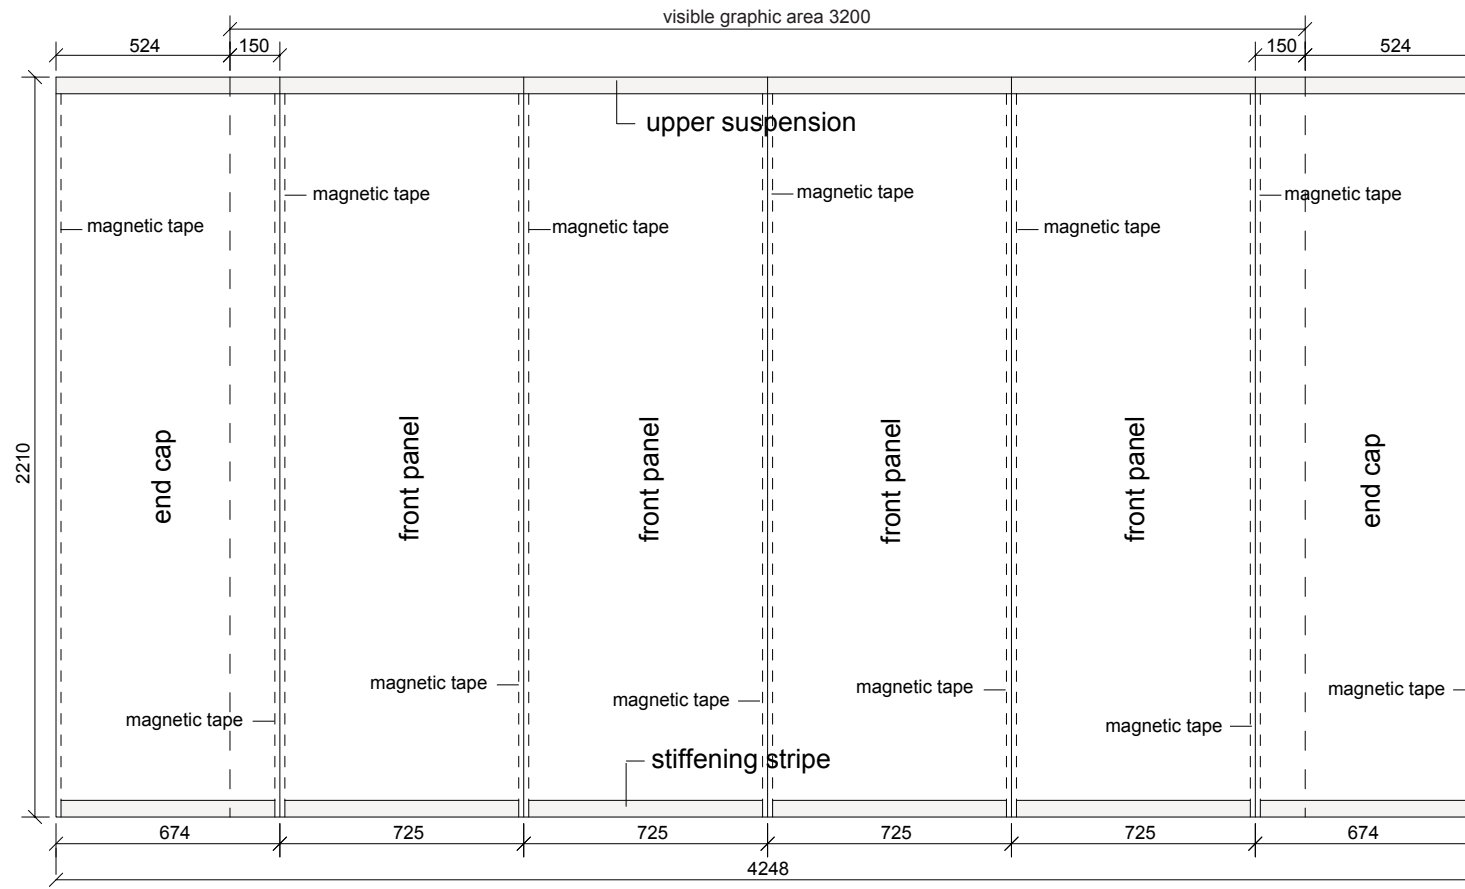 visible graphic area 3200
524
150
150
524
upper suspension
magnetic tape
magnetic tape
magnetic tape
magnetic tape
magnetic tape
magnetic tape
2210
end cap
front panel
front panel
front panel
front panel
end cap
magnetic tape
magnetic tape
magnetic tape
magnetic tape
magnetic tape
magnetic tape
stiffening stripe
674
725
725
725
725
674
4248